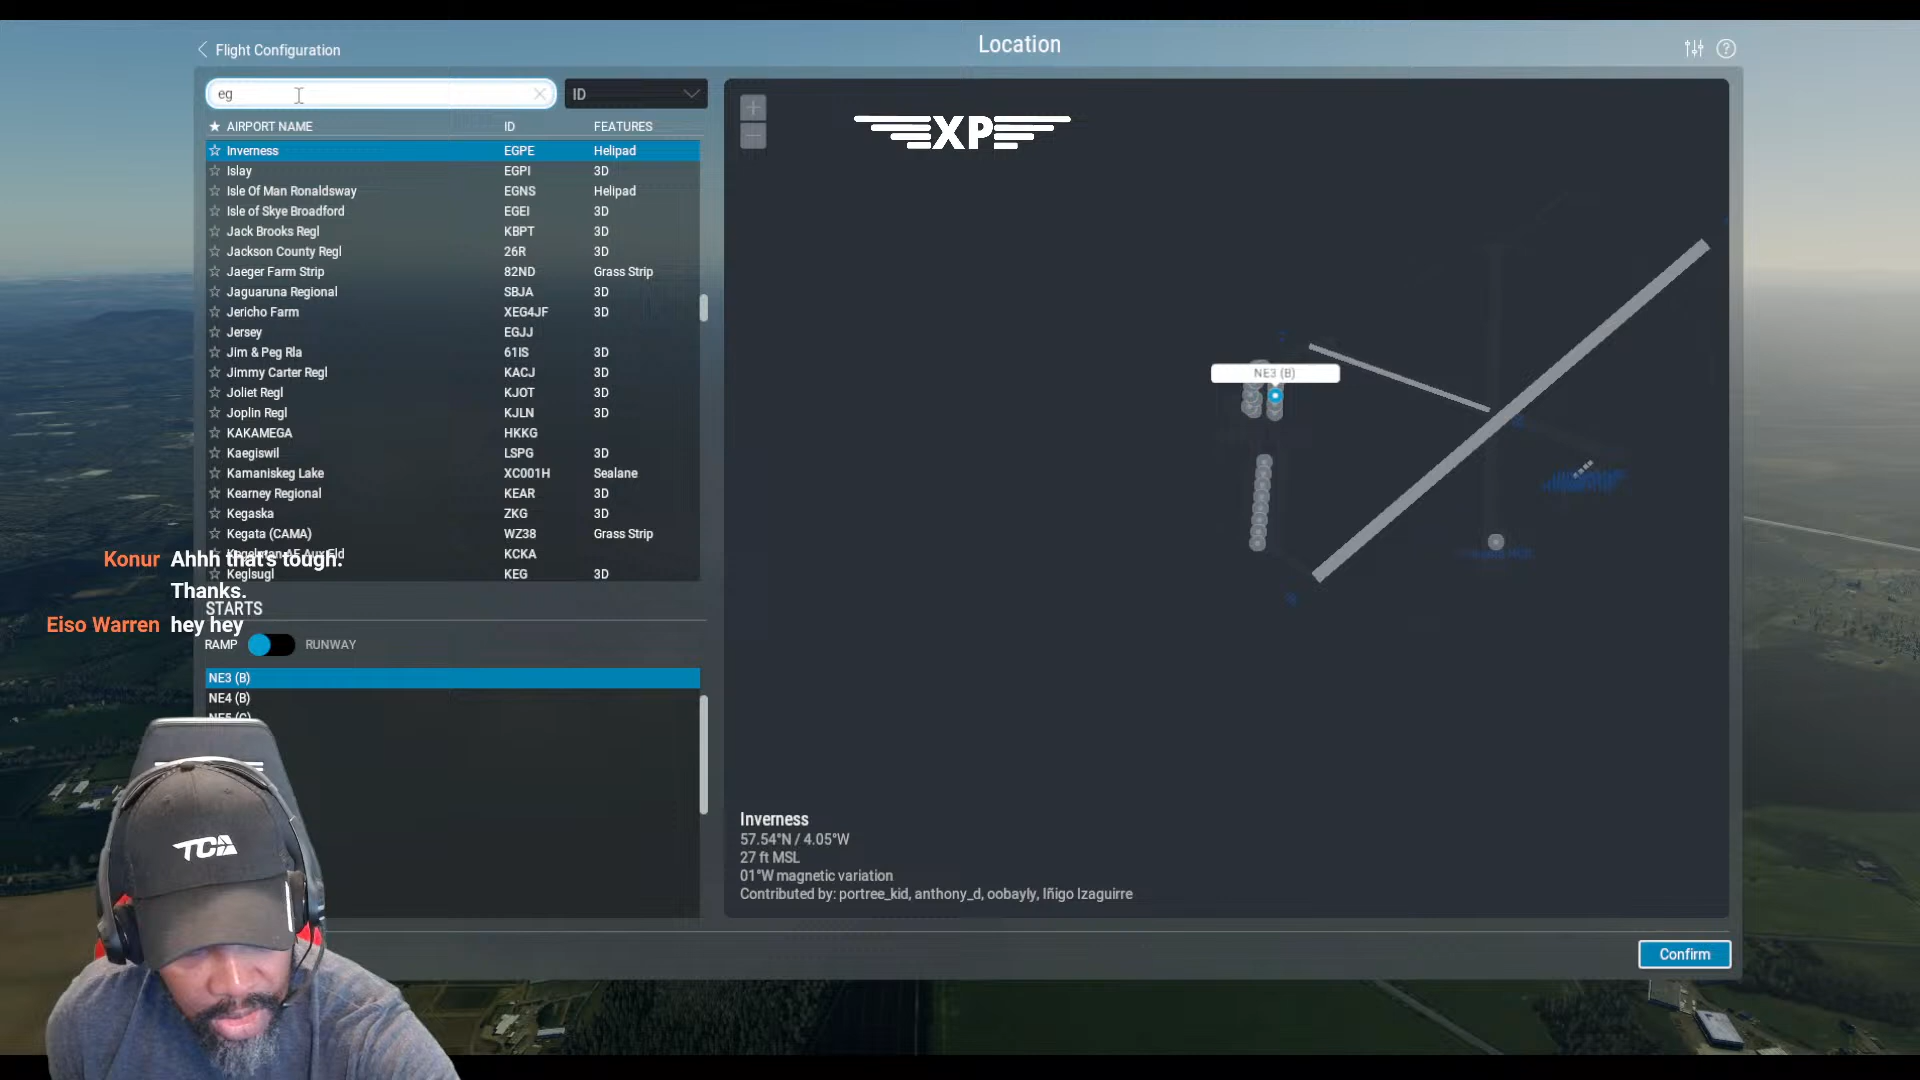 Flight Configuration
Location
eg
ID
★ AIRPORT NAME ID FEATURES
Inverness EGPE Helipad
Islay EGPI 3D
Isle Of Man Ronaldsway EGNS Helipad
Isle of Skye Broadford EGEI 3D
Jack Brooks Regl KBPT 3D
Jackson County Regl 26R 3D
Jaeger Farm Strip 82ND Grass Strip
Jaguaruna Regional SBJA 3D
Jericho Farm XEG4JF 3D
Jersey EGJJ
Jim & Peg Rla 61IS 3D
Jimmy Carter Regl KACJ 3D
Joliet Regl KJOT 3D
Joplin Regl KJLN 3D
KAKAMEGA HKKG
Kaegiswil LSPG 3D
Kamaniskeg Lake XC001H Sealane
Kearney Regional KEAR 3D
Kegaska ZKG 3D
Kegata (CAMA) WZ38 Grass Strip
Kegelman AF Aux Fld KCKA
Keglsugl KEG 3D
Konur Ahhh that's tough.
Thanks.
Eiso Warren hey hey
STARTS
RAMP RUNWAY
NE3 (B)
NE4 (B)
NE5 (C)
TCA
XP
NE3 (B)
Inverness
57.54°N / 4.05°W
27 ft MSL
01°W magnetic variation
Contributed by: portree_kid, anthony_d, oobayly, Iñigo Izaguirre
Confirm